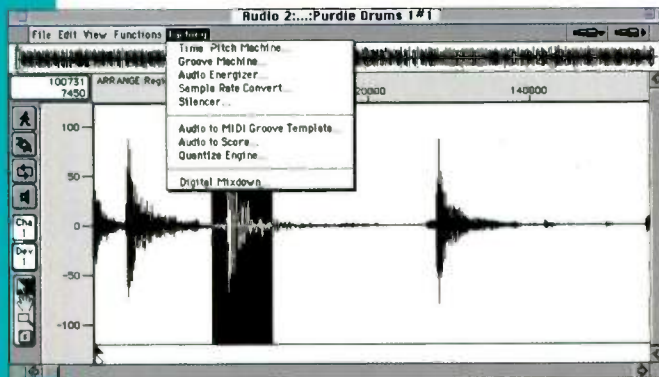 Audio 2:...:Purdie Drums 1#1
File Edit View Functions Factory
Time Pitch Machine...
Groove Machine...
Audio Energizer...
Sample Rate Convert...
Silencer...
Audio to MIDI Groove Template...
Audio to Score...
Quantize Engine...
Digital Mixdown...
100731
7450
ARRANGE Regi
20000
140000
100
50
0
-50
-100
Cha
1
Dev
1